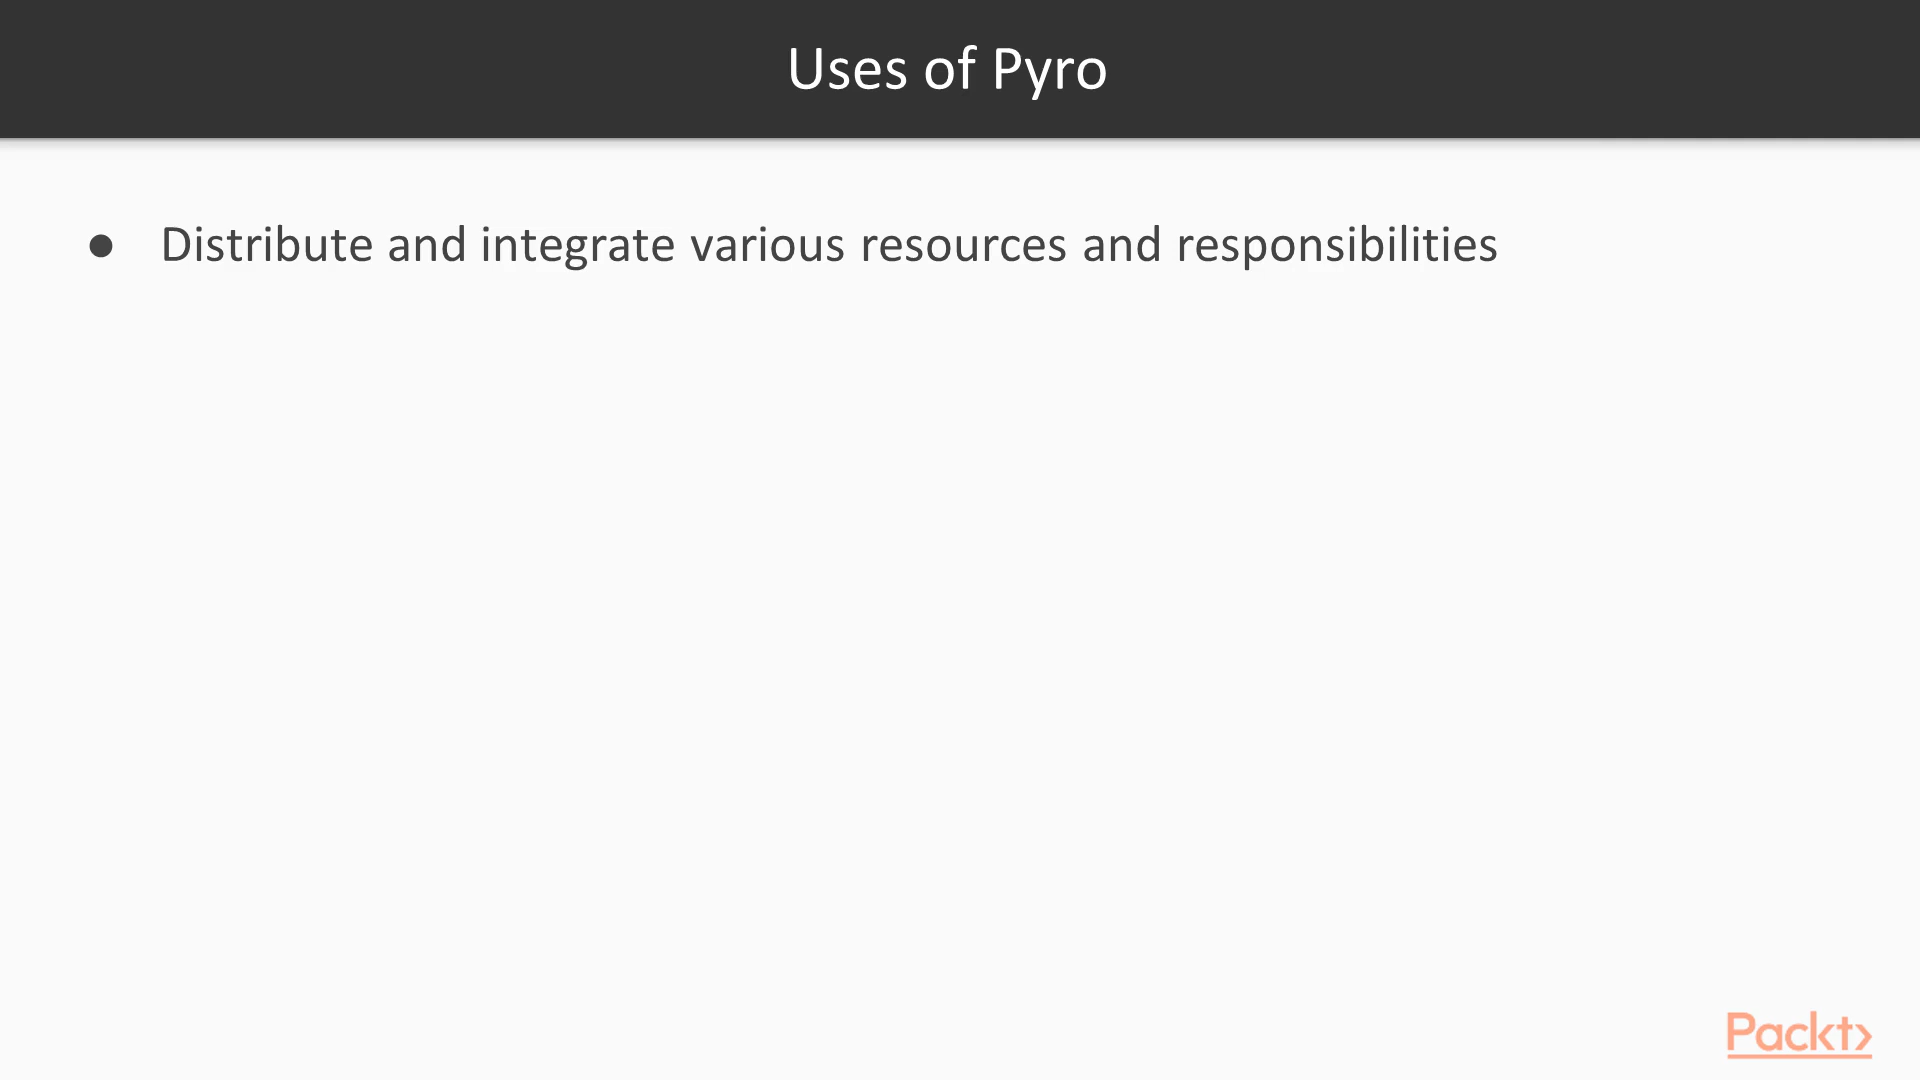 Uses of Pyro
● Distribute and integrate various resources and responsibilities
Packt>